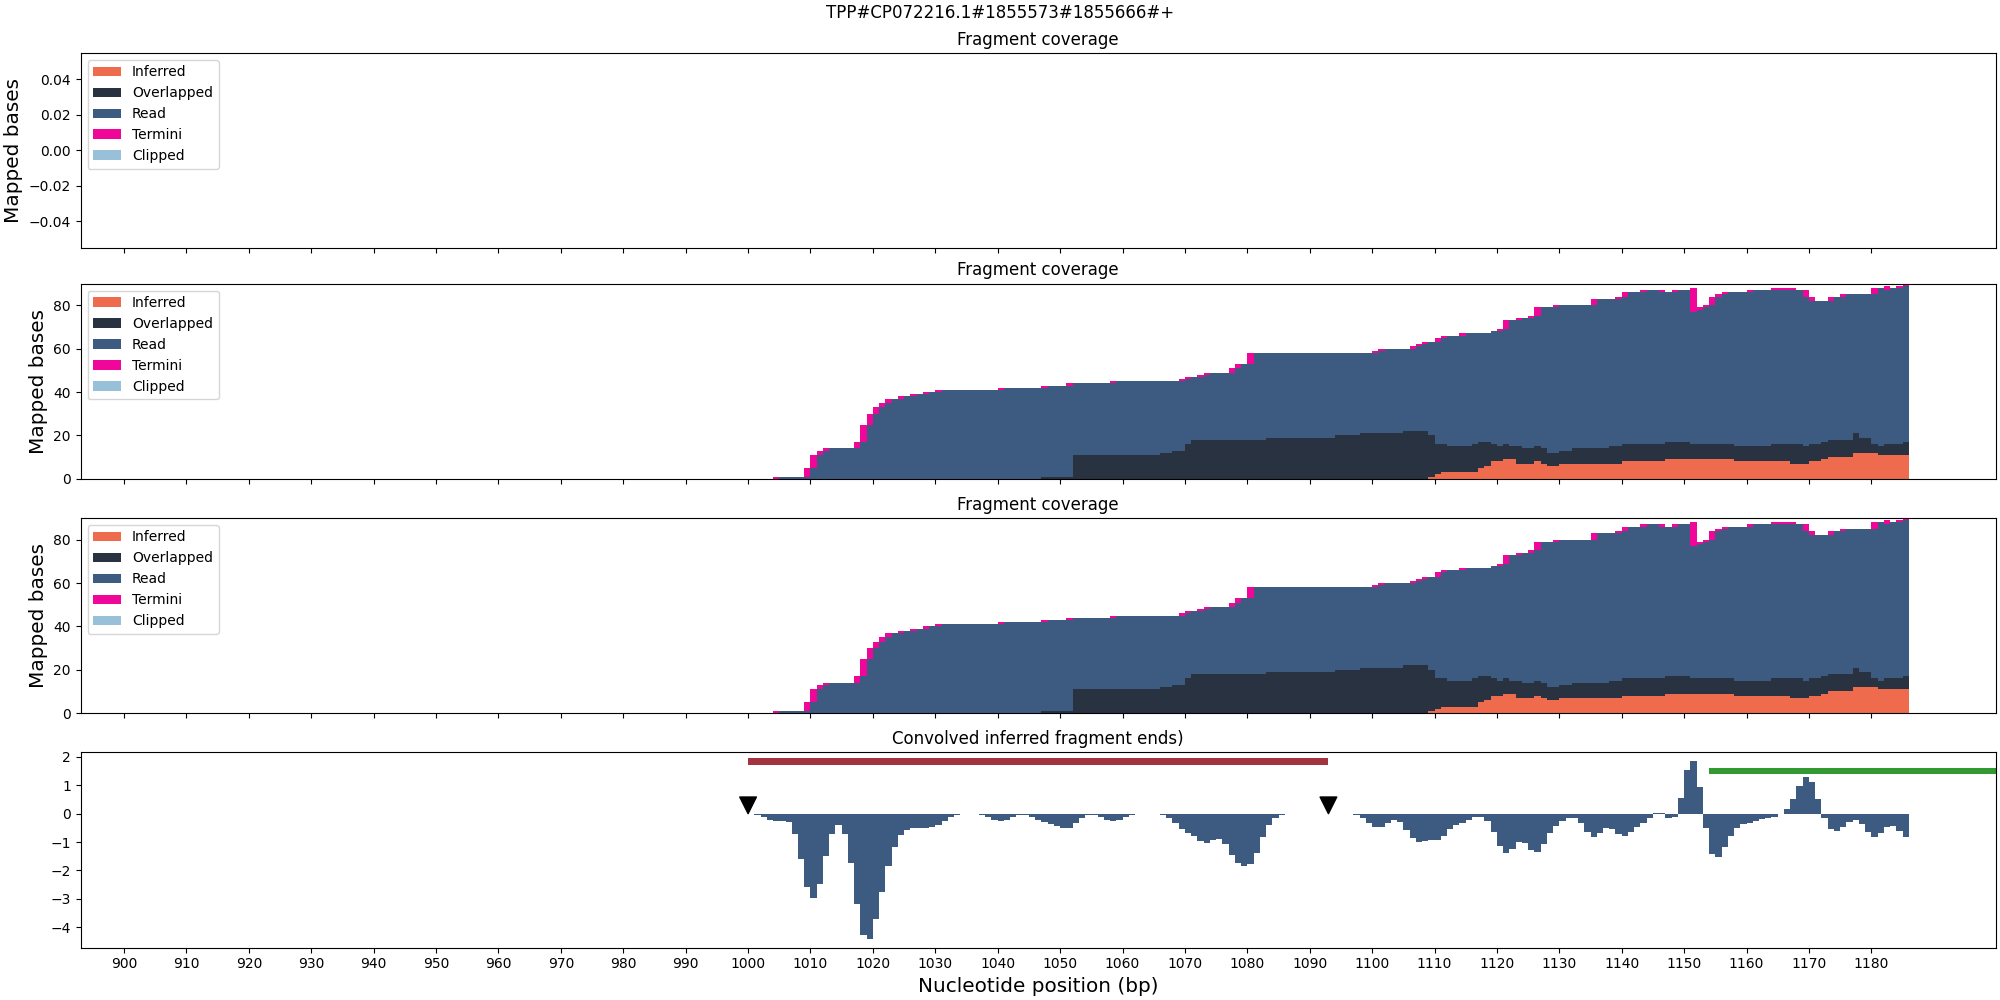 TPP#CP072216.1#1855573#1855666#+
Fragment coverage
Mapped bases
0.04
0.02
0.00
−0.02
−0.04
Inferred
Overlapped
Read
Termini
Clipped
Fragment coverage
Mapped bases
80
60
40
20
0
Inferred
Overlapped
Read
Termini
Clipped
Fragment coverage
Mapped bases
80
60
40
20
0
Inferred
Overlapped
Read
Termini
Clipped
Convolved inferred fragment ends)
2
1
0
−1
−2
−3
−4
900 910 920 930 940 950 960 970 980 990 1000 1010 1020 1030 1040 1050 1060 1070 1080 1090 1100 1110 1120 1130 1140 1150 1160 1170 1180
Nucleotide position (bp)